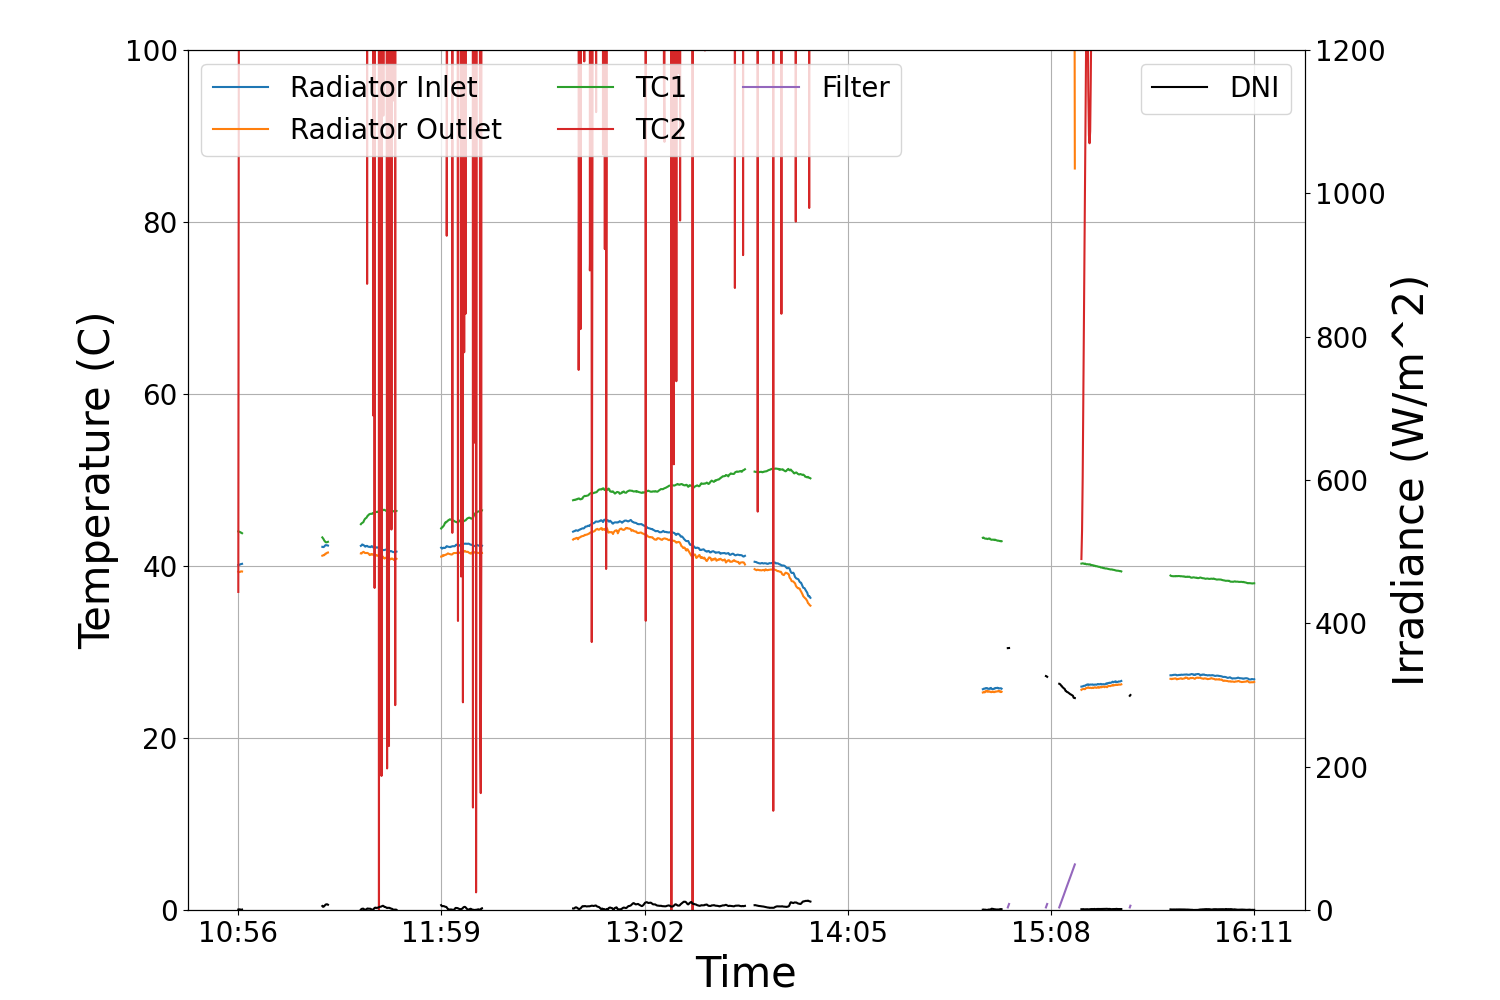 100
80
60
40
20
0
Temperature (C)
Radiator Inlet
Radiator Outlet
TC1
TC2
Filter
DNI
1200
1000
800
600
400
200
0
Irradiance (W/m^2)
10:56
11:59
13:02
14:05
15:08
16:11
Time